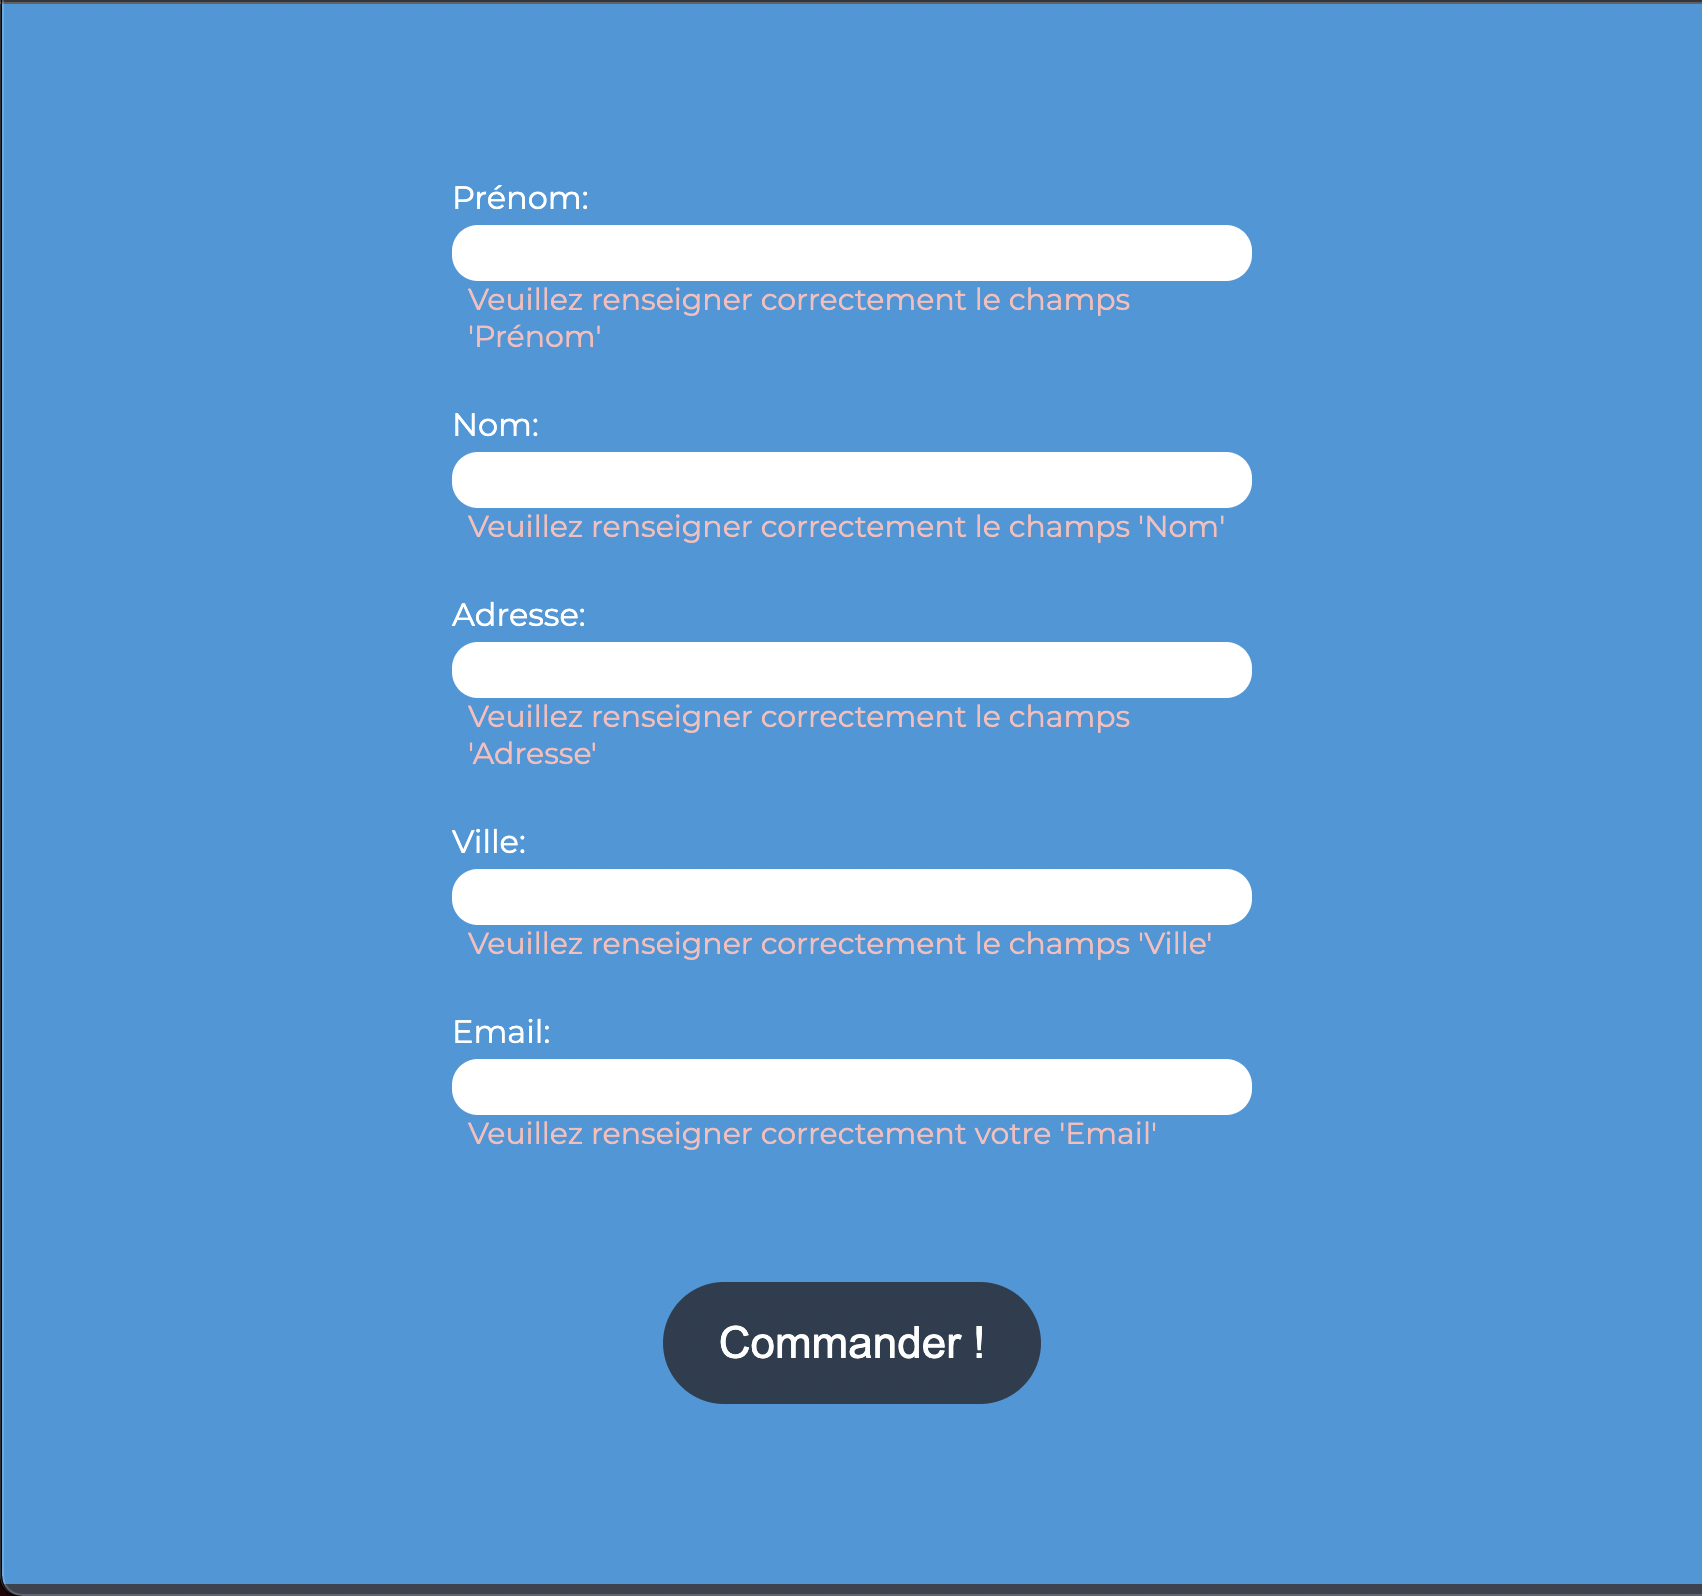 Prénom:
Veuillez renseigner correctement le champs
'Prénom'
Nom:
Veuillez renseigner correctement le champs 'Nom'
Adresse:
Veuillez renseigner correctement le champs
'Adresse'
Ville:
Veuillez renseigner correctement le champs 'Ville'
Email:
Veuillez renseigner correctement votre 'Email'
Commander !